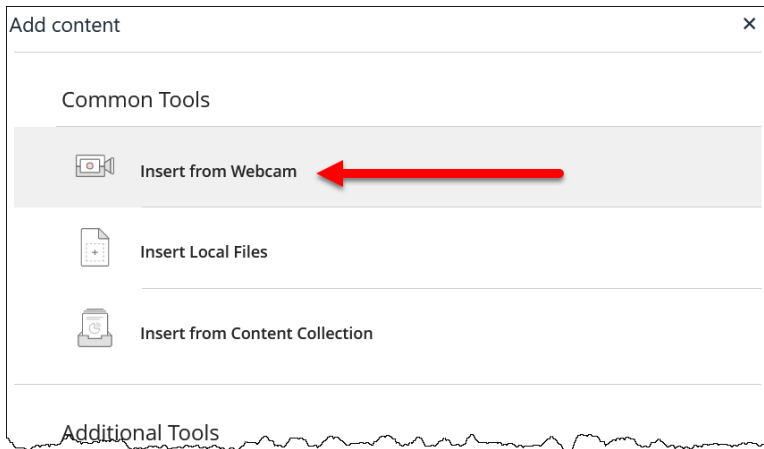 Add content
Common Tools
Insert from Webcam
Insert Local Files
Insert from Content Collection
Additional Tools